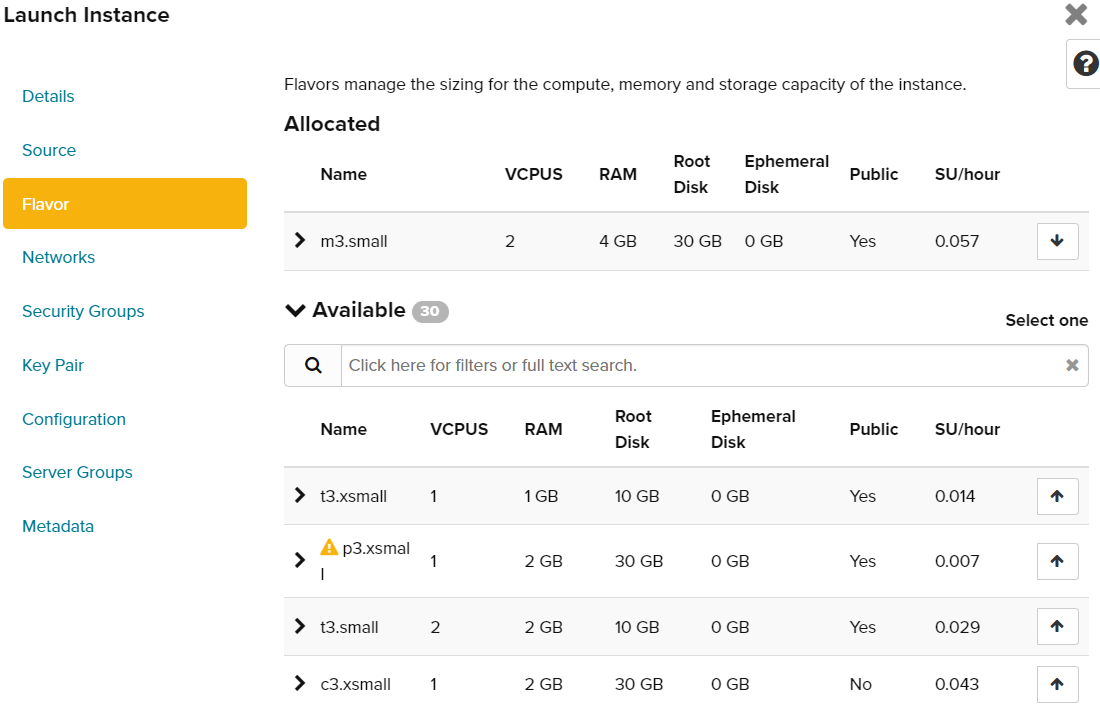 Launch Instance
Details
Source
Flavor
Networks
Security Groups
Key Pair
Configuration
Server Groups
Metadata
Flavors manage the sizing for the compute, memory and storage capacity of the instance.
Allocated
Name VCPUS RAM Root Disk Ephemeral Disk Public SU/hour
m3.small 2 4 GB 30 GB 0 GB Yes 0.057
Available 30
Select one
Click here for filters or full text search.
Name VCPUS RAM Root Disk Ephemeral Disk Public SU/hour
t3.xsmall 1 1 GB 10 GB 0 GB Yes 0.014
p3.xsmall 1 2 GB 30 GB 0 GB Yes 0.007
t3.small 2 2 GB 10 GB 0 GB Yes 0.029
c3.xsmall 1 2 GB 30 GB 0 GB No 0.043